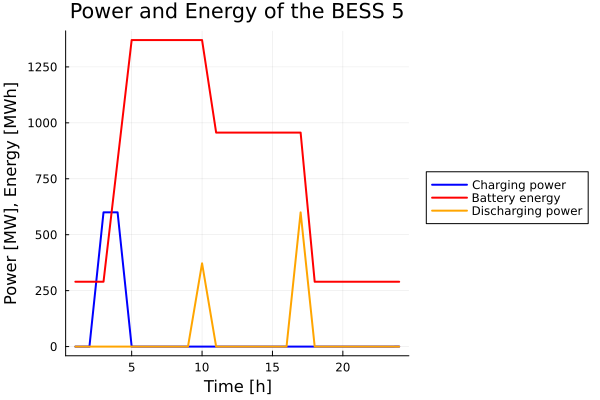 Power and Energy of the BESS 5
Power [MW], Energy [MWh]
1250
1000
750
500
250
0
5
10
15
20
Time [h]
Charging power
Battery energy
Discharging power